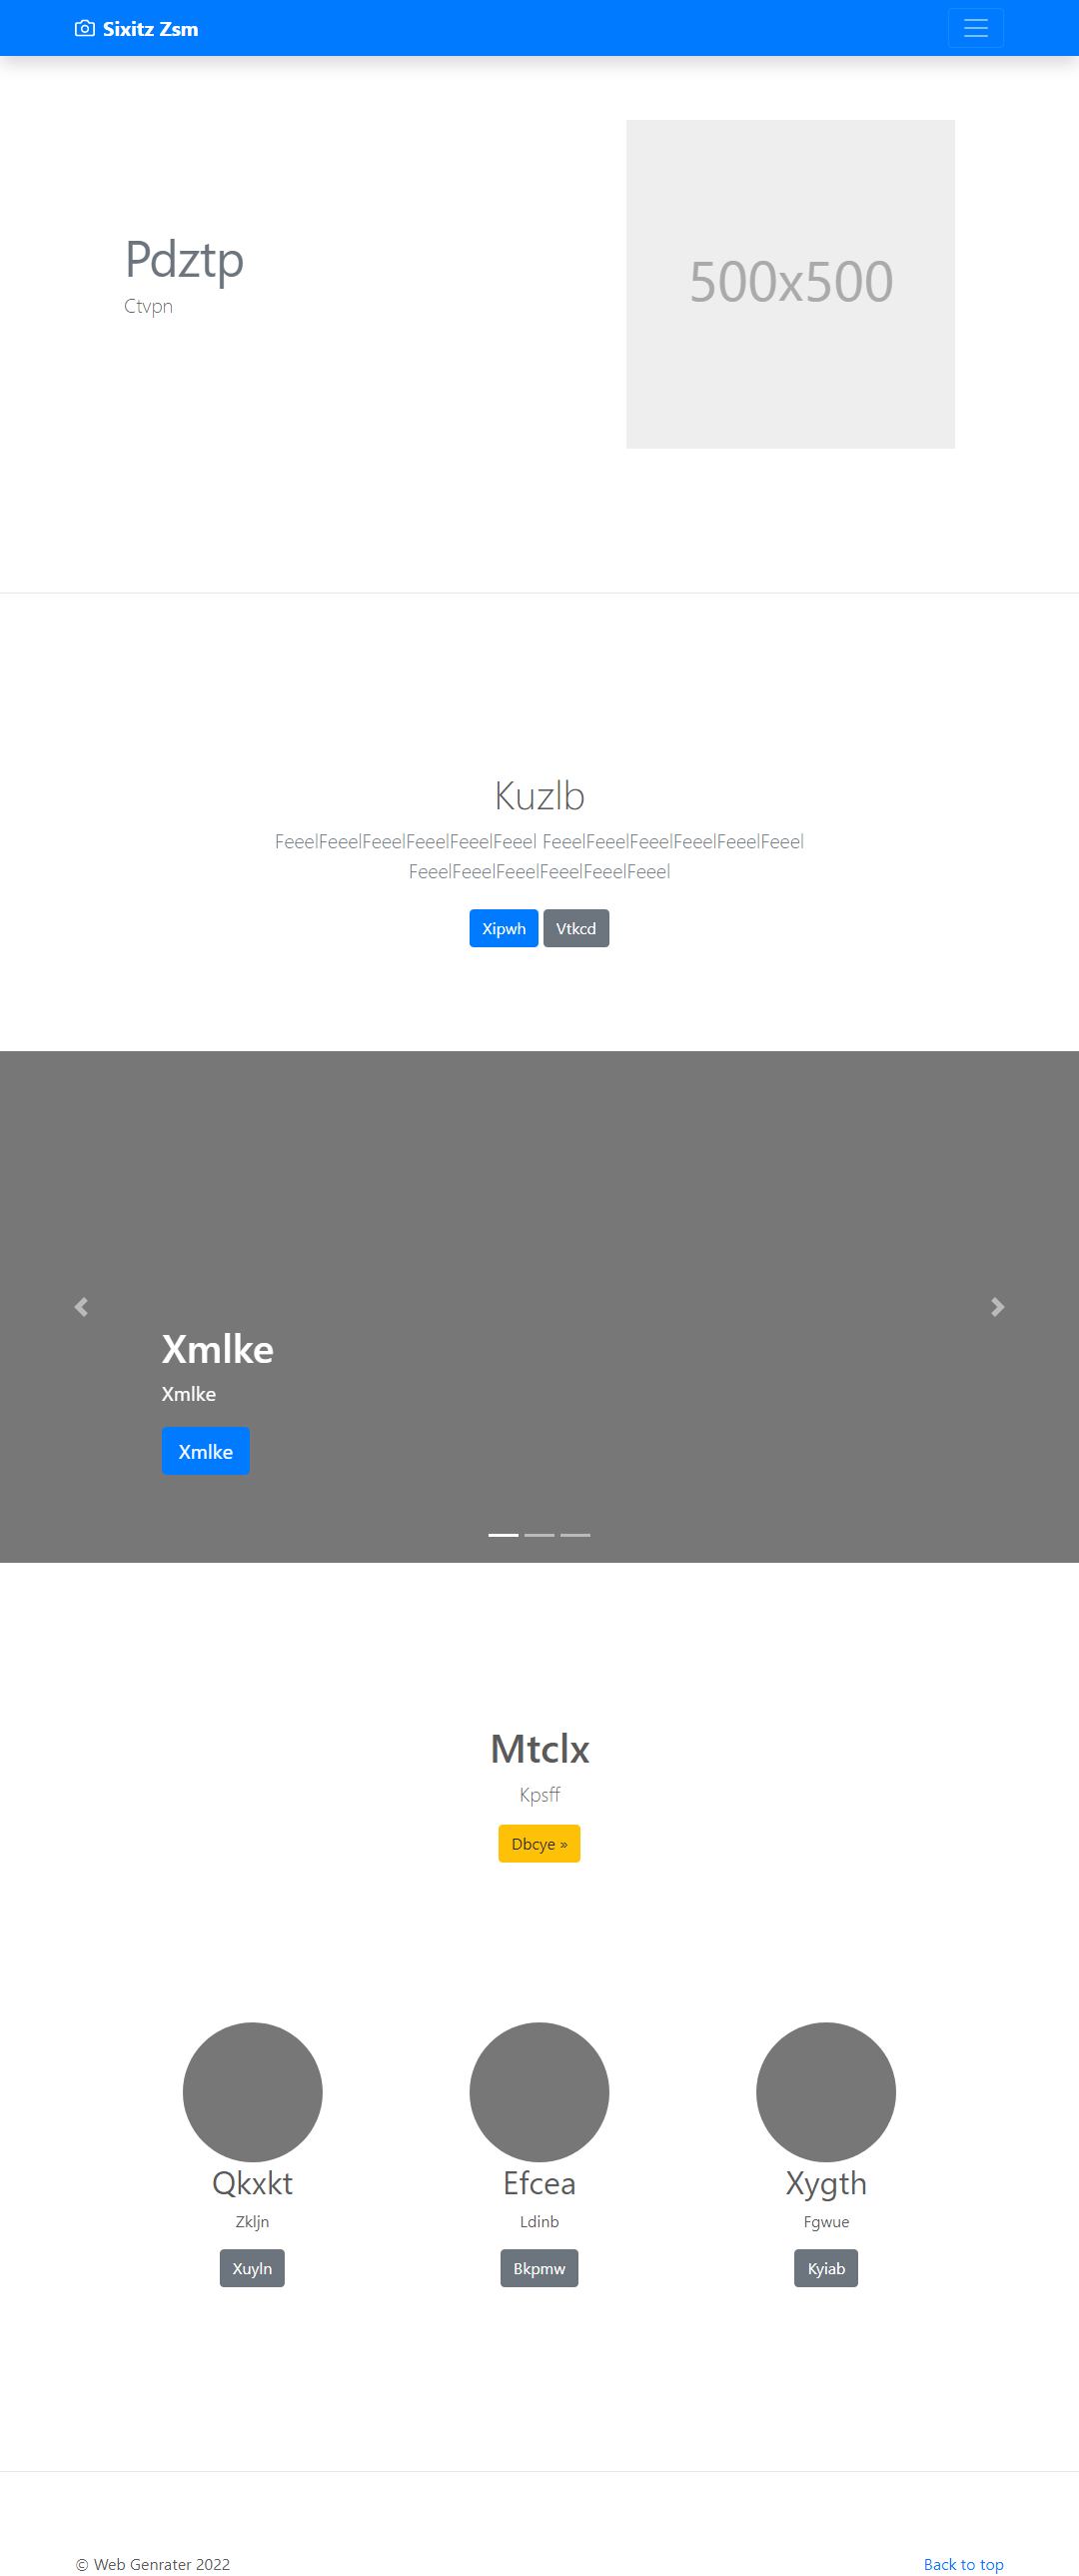 Sixitz Zsm
Pdztp
Ctvpn
500x500
Kuzlb
FeeelFeeelFeeelFeeelFeeelFeeel FeeelFeeelFeeelFeeelFeeelFeeel
FeeelFeeelFeeelFeeelFeeelFeeel
Xipwh Vtkcd
Xmlke
Xmlke
Xmlke
Mtclx
Kpsff
Dbcye »
Qkxkt Efcea Xygth
Zkljn Ldinb Fgwue
Xuyln Bkpmw Kyiab
© Web Genrater 2022 Back to top